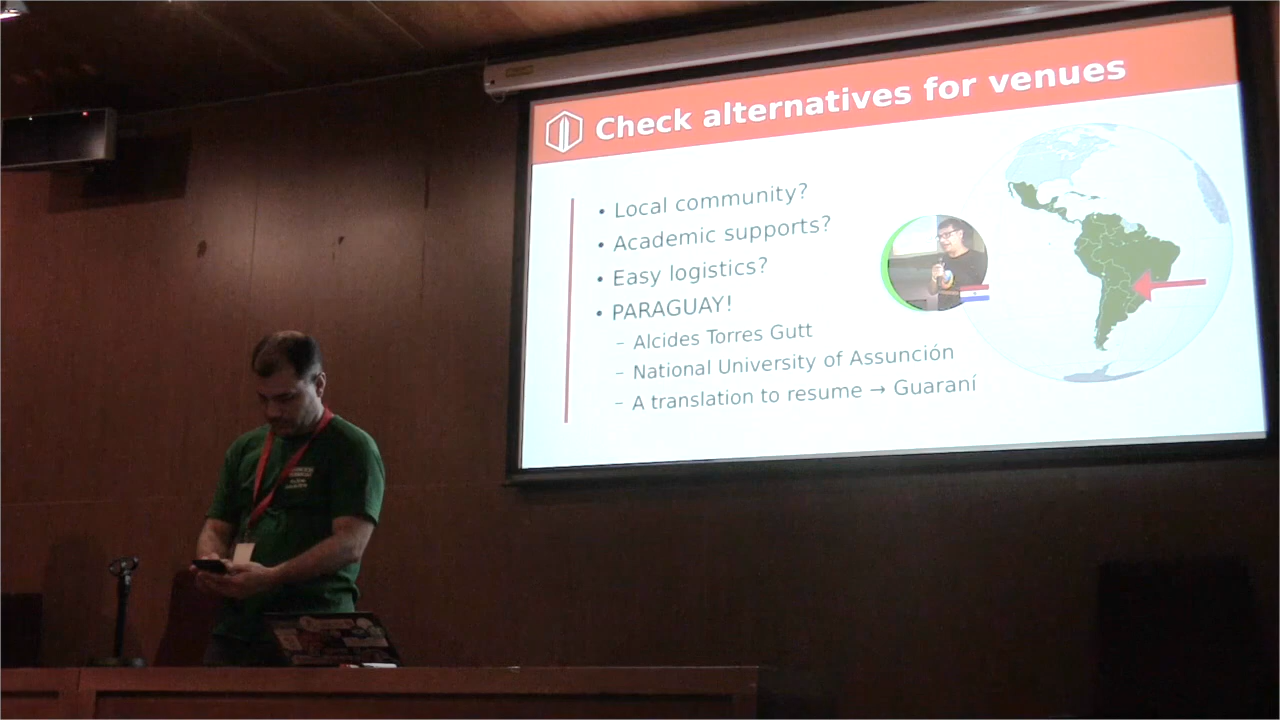 Check alternatives for venues
• Local community?
• Academic supports?
• Easy logistics?
• PARAGUAY!
– Alcides Torres Gutt
– National University of Assunción
– A translation to resume → Guaraní